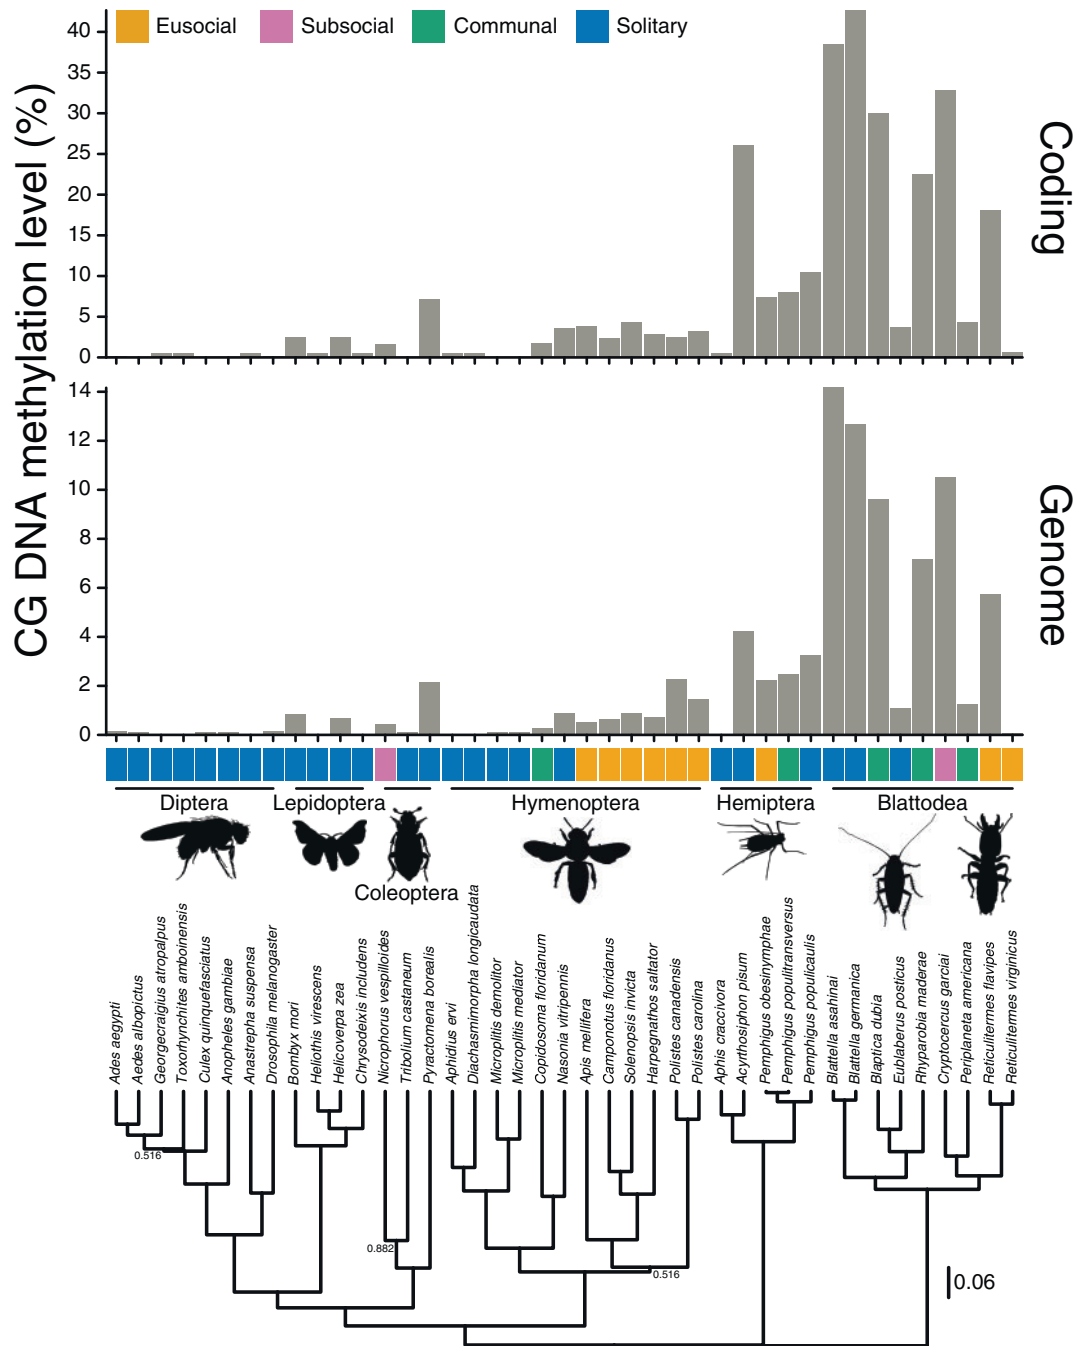 Eusocial Subsocial Communal Solitary
CG DNA methylation level (%)
40
35
30
25
20
15
10
5
0
Coding
14
12
10
8
6
4
2
0
Genome
Diptera Lepidoptera Hymenoptera Hemiptera Blattodea
Coleoptera
Ades aegypti
Aedes albopictus
Georgecraigius atropalpus
Toxorhynchites amboinensis
Culex quinquefasciatus
Anopheles gambiae
Anastrepha suspensa
Drosophila melanogaster
Bombyx mori
Heliothis virescens
Helicoverpa zea
Chrysodeixis includens
Nicrophorus vespilloides
Tribolium castaneum
Pyractomena borealis
Aphidius ervi
Diachasmimorpha longicaudata
Microplitis demolitor
Microplitis mediator
Copidosoma floridanum
Nasonia vitripennis
Apis mellifera
Camponotus floridanus
Solenopsis invicta
Harpegnathos saltator
Polistes canadensis
Polistes carolina
Aphis craccivora
Acyrthosiphon pisum
Pemphigus obesinymphae
Pemphigus populitransversus
Pemphigus populicaulis
Blattella asahinai
Blattella germanica
Blaptica dubia
Eublaberus posticus
Rhyparobia maderae
Cryptocercus garciai
Periplaneta americana
Reticulitermes flavipes
Reticulitermes virginicus
0.516
0.882
0.516
0.06